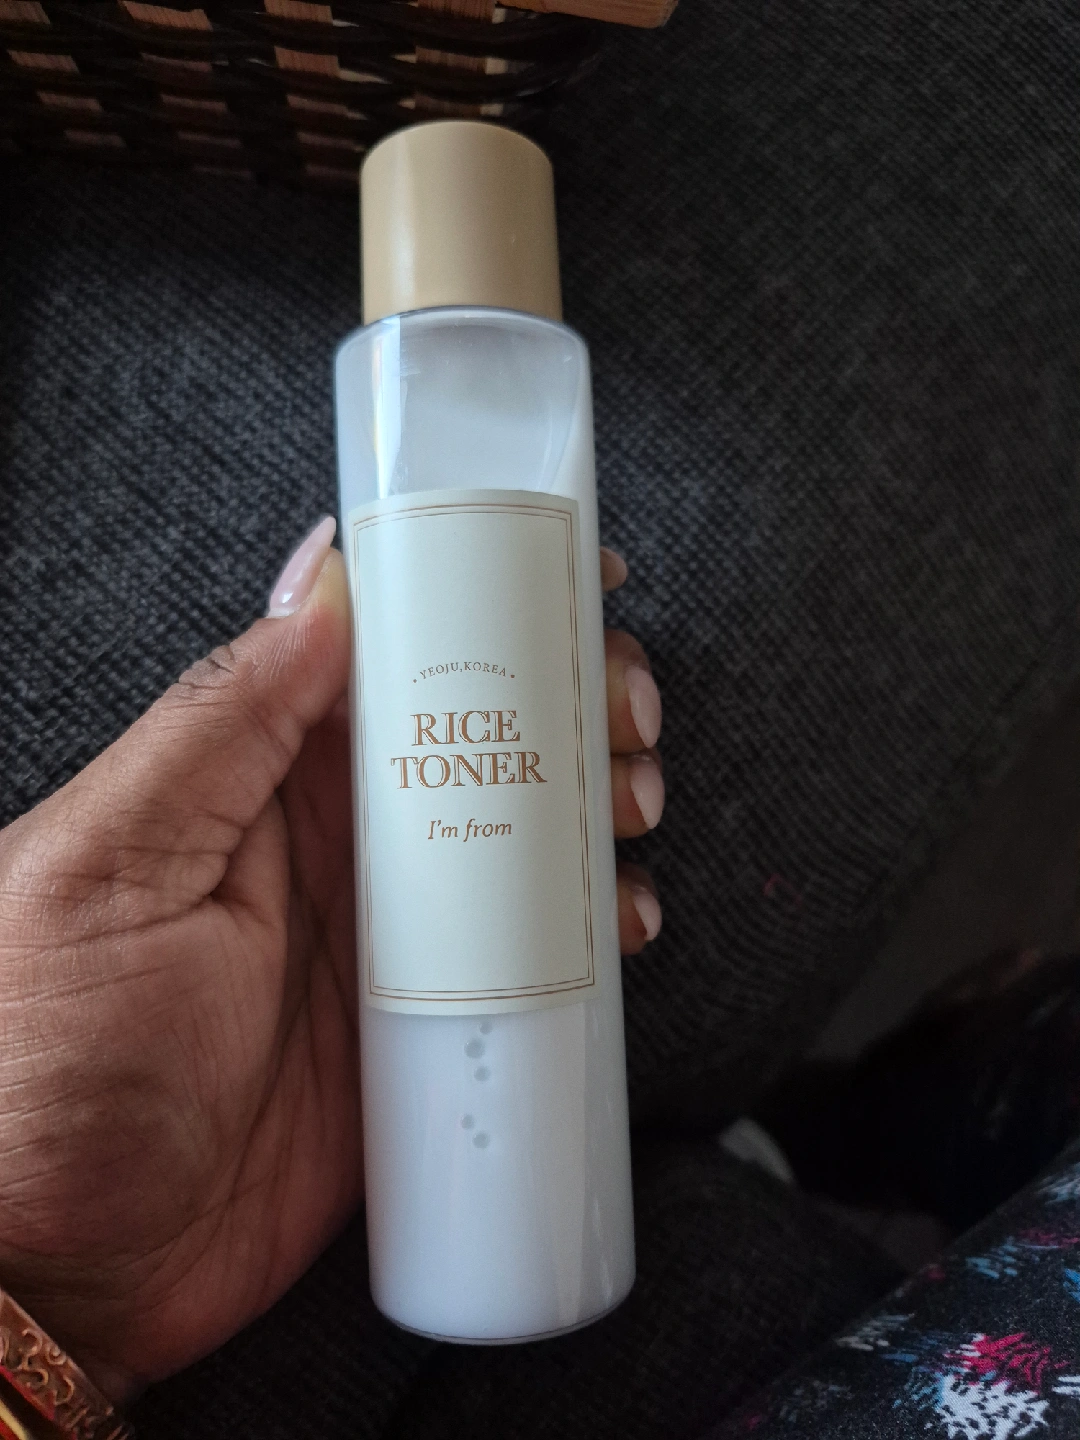 • YEOJU,KOREA •
RICE
TONER
I'm from